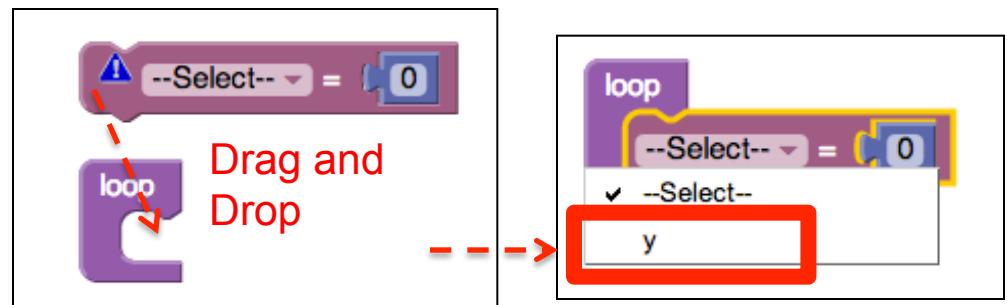 --Select-- = 0
loop
Drag and
Drop
loop
--Select-- = 0
✓ --Select--
y